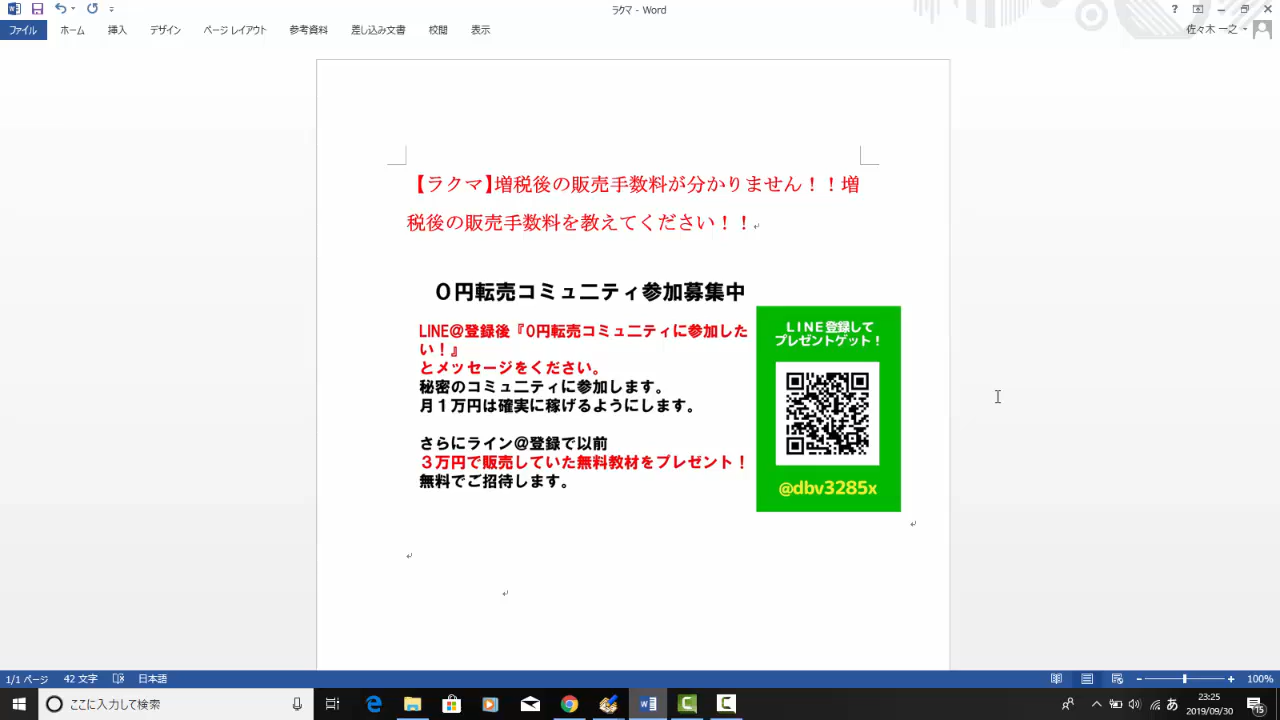 ラクマ - Word
ファイル ホーム 挿入 デザイン ページ レイアウト 参考資料 差し込み文書 校閲 表示 佐々木 一之
【ラクマ】増税後の販売手数料が分かりません！！増
税後の販売手数料を教えてください！！
０円転売コミュニティ参加募集中
LINE@登録後『0円転売コミュニティに参加した
い！』
とメッセージをください。
秘密のコミュニティに参加します。
月１万円は確実に稼げるようにします。
さらにライン@登録で以前
３万円で販売していた無料教材をプレゼント！
無料でご招待します。
LINE登録して
プレゼントゲット！
@dbv3285x
1/1 ページ 42 文字 日本語 100%
ここに入力して検索
あ 23:25
2019/09/30
15